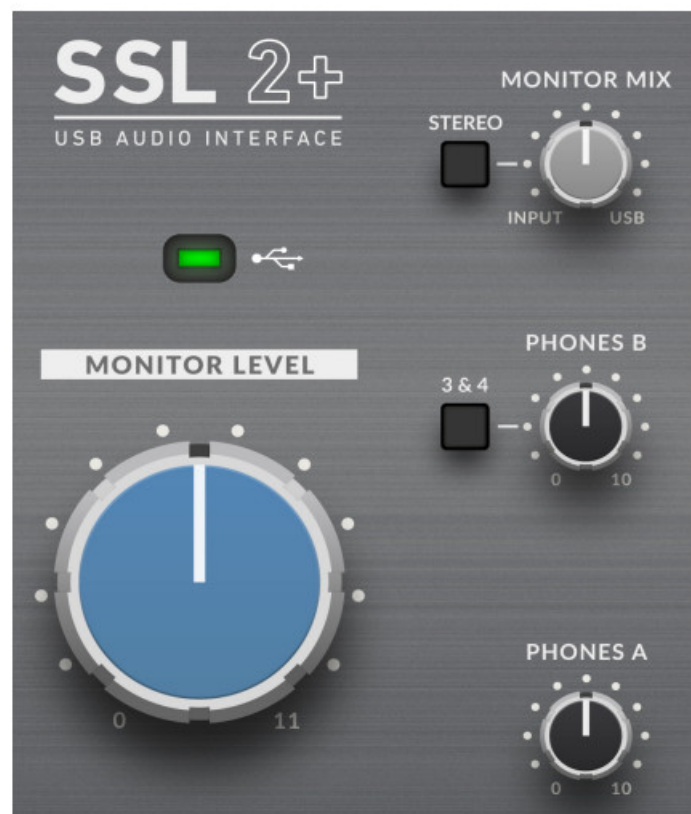 SSL 2+
USB AUDIO INTERFACE
MONITOR MIX
STEREO
INPUT USB
MONITOR LEVEL
PHONES B
3 & 4
0 10
0 11
PHONES A
0 10